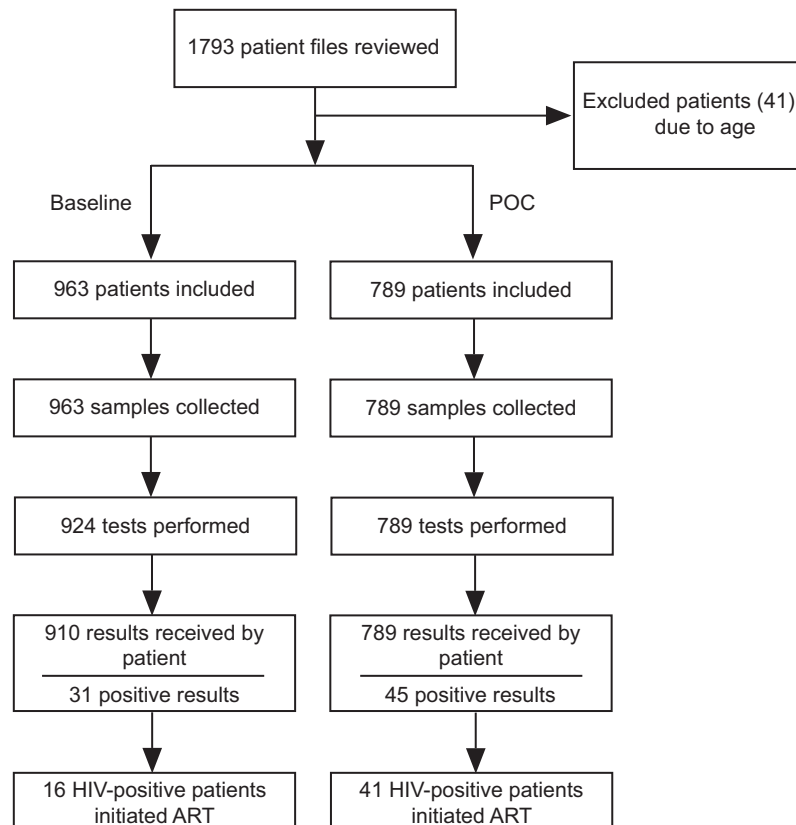 1793 patient files reviewed
Excluded patients (41)
due to age
Baseline
POC
963 patients included
789 patients included
963 samples collected
789 samples collected
924 tests performed
789 tests performed
910 results received by
patient
31 positive results
789 results received by
patient
45 positive results
16 HIV-positive patients
initiated ART
41 HIV-positive patients
initiated ART